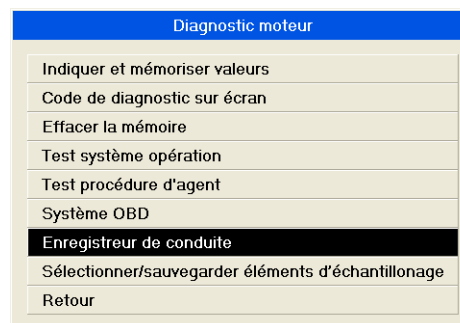 Diagnostic moteur
Indiquer et mémoriser valeurs
Code de diagnostic sur écran
Effacer la mémoire
Test système opération
Test procédure d'agent
Système OBD
Enregistreur de conduite
Sélectionner/sauvegarder éléments d'échantillonage
Retour